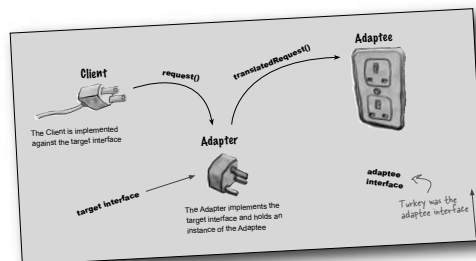 Client
request()
translatedRequest()
Adaptee
The Client is implemented
against the target interface
Adapter
target interface
The Adapter implements the
target interface and holds an
instance of the Adaptee
adaptee
interface
Turkey was the
adaptee interface